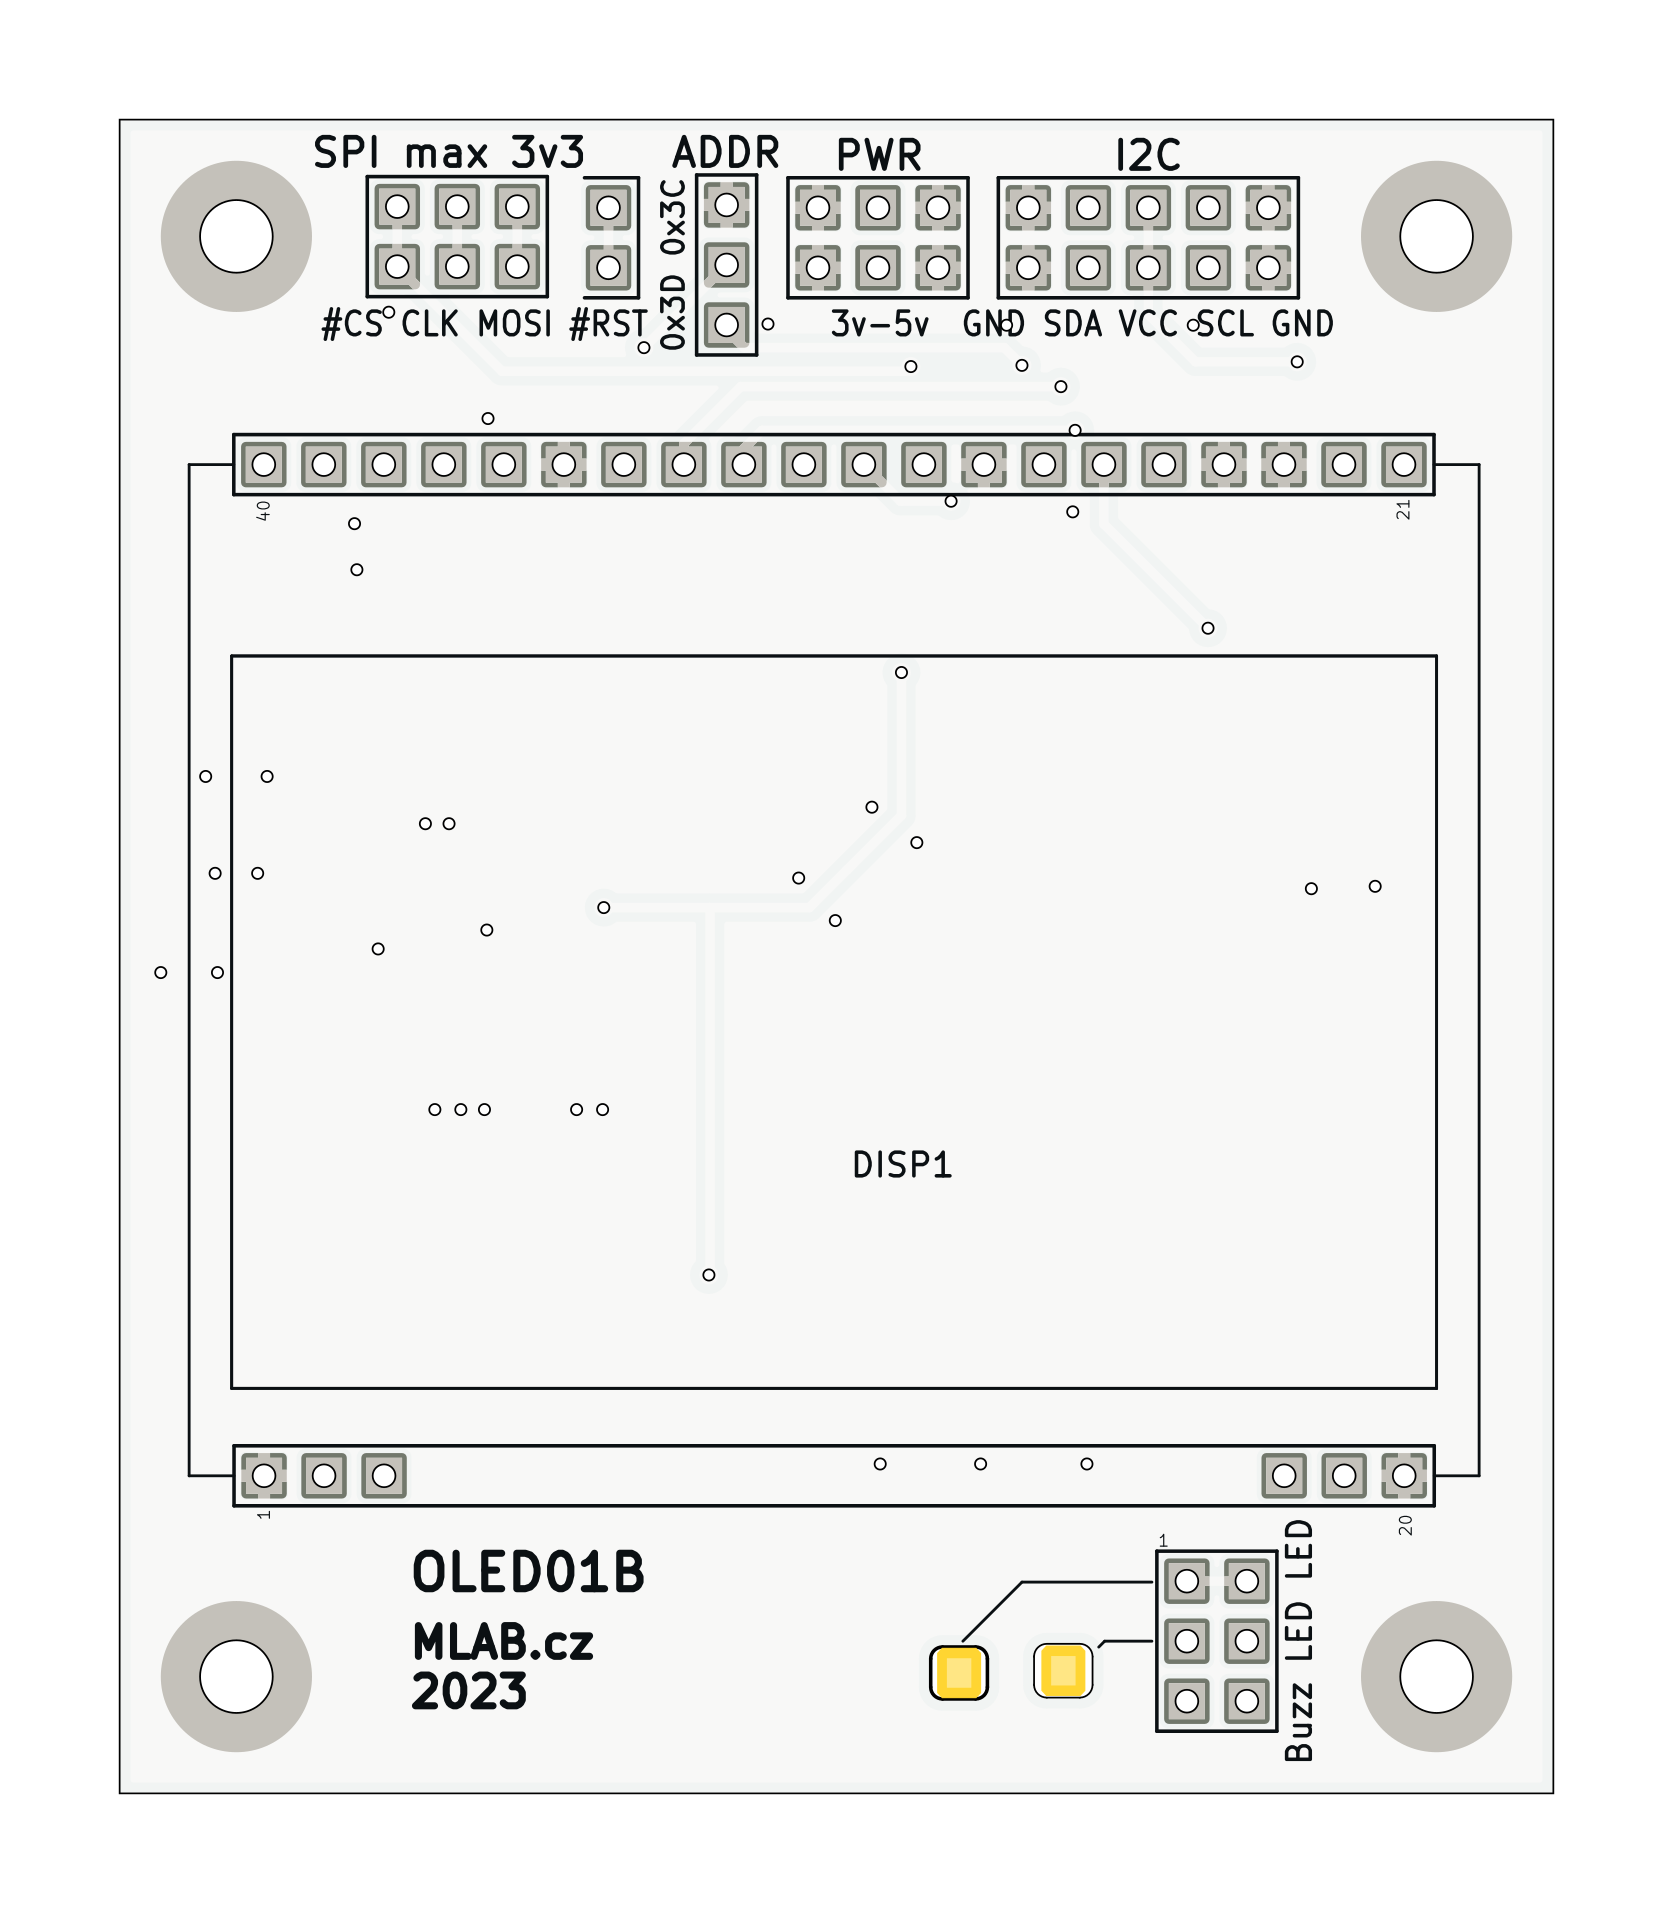 SPI max 3v3
ADDR
PWR
I2C
0x3D 0x3C
#CS CLK MOSI #RST
3v-5v
GND SDA VCC SCL GND
40
21
DISP1
1
20
OLED01B
MLAB.cz
2023
1
Buzz LED LED